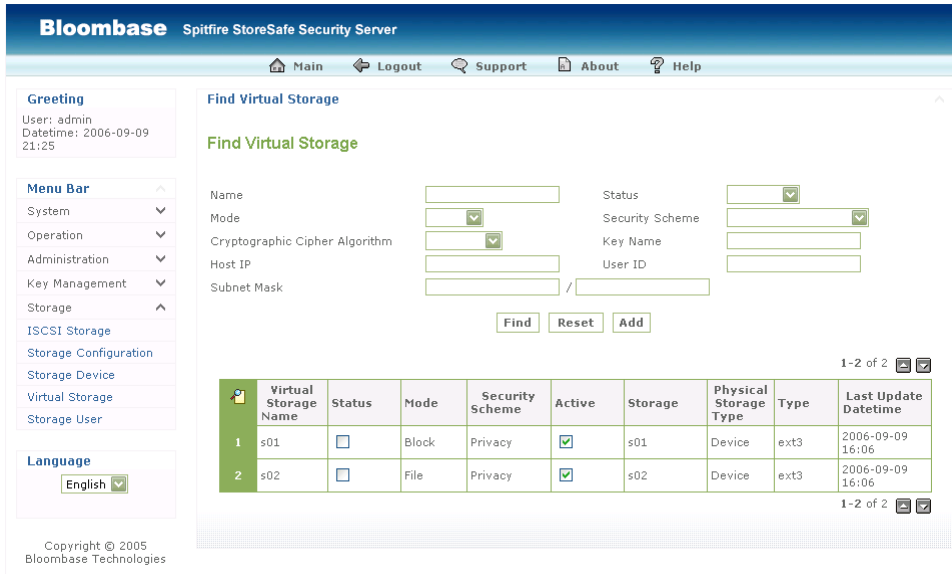 Bloombase Spitfire StoreSafe Security Server
Main Logout Support About Help
Greeting
User: admin
Datetime: 2006-09-09
21:25
Menu Bar
System
Operation
Administration
Key Management
Storage
ISCSI Storage
Storage Configuration
Storage Device
Virtual Storage
Storage User
Language
English
Copyright © 2005
Bloombase Technologies
Find Virtual Storage
Find Virtual Storage
Name Status
Mode Security Scheme
Cryptographic Cipher Algorithm Key Name
Host IP User ID
Subnet Mask /
Find Reset Add
1-2 of 2
Virtual Storage Name Status Mode Security Scheme Active Storage Physical Storage Type Type Last Update Datetime
1 s01 Block Privacy s01 Device ext3 2006-09-09 16:06
2 s02 File Privacy s02 Device ext3 2006-09-09 16:06
1-2 of 2